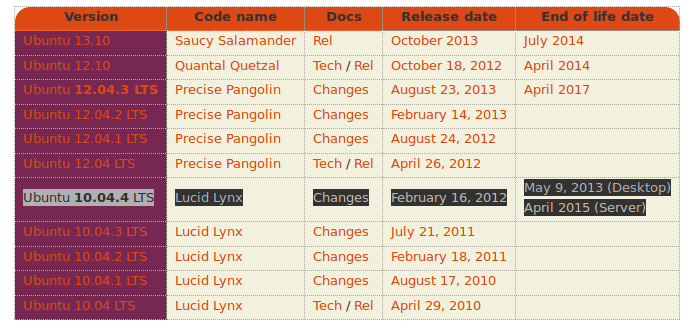 Version Code name Docs Release date End of life date
Ubuntu 13.10 Saucy Salamander Rel October 2013 July 2014
Ubuntu 12.10 Quantal Quetzal Tech / Rel October 18, 2012 April 2014
Ubuntu 12.04.3 LTS Precise Pangolin Changes August 23, 2013 April 2017
Ubuntu 12.04.2 LTS Precise Pangolin Changes February 14, 2013
Ubuntu 12.04.1 LTS Precise Pangolin Changes August 24, 2012
Ubuntu 12.04 LTS Precise Pangolin Tech / Rel April 26, 2012
Ubuntu 10.04.4 LTS Lucid Lynx Changes February 16, 2012 May 9, 2013 (Desktop)
April 2015 (Server)
Ubuntu 10.04.3 LTS Lucid Lynx Changes July 21, 2011
Ubuntu 10.04.2 LTS Lucid Lynx Changes February 18, 2011
Ubuntu 10.04.1 LTS Lucid Lynx Changes August 17, 2010
Ubuntu 10.04 LTS Lucid Lynx Tech / Rel April 29, 2010